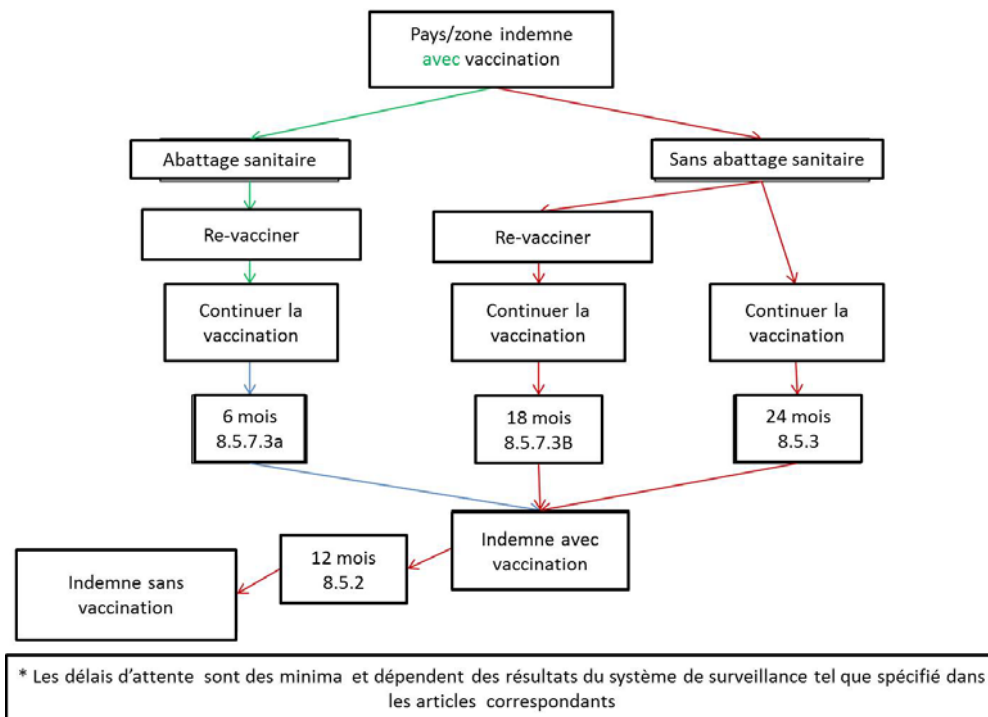 Pays/zone indemne
avec vaccination
Abattage sanitaire
Sans abattage sanitaire
Re-vacciner
Re-vacciner
Continuer la
vaccination
Continuer la
vaccination
Continuer la
vaccination
6 mois
8.5.7.3a
18 mois
8.5.7.3B
24 mois
8.5.3
Indemne avec
vaccination
12 mois
8.5.2
Indemne sans
vaccination
* Les délais d'attente sont des minima et dépendent des résultats du système de surveillance tel que spécifié dans
les articles correspondants